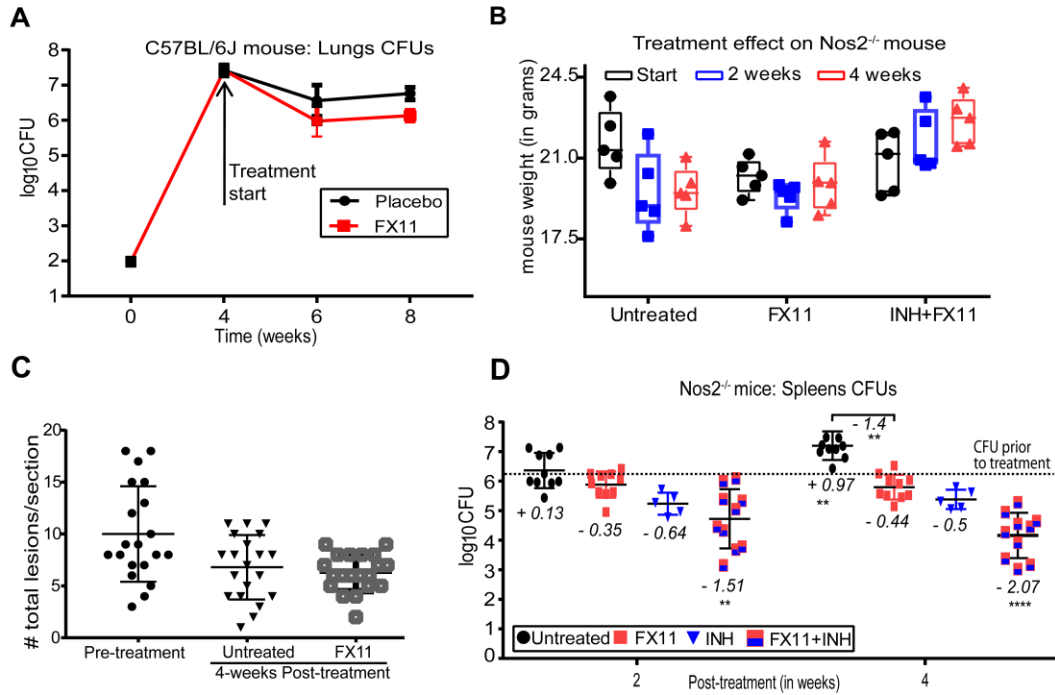 A
C57BL/6J mouse: Lungs CFUs
8
7
6
5
4
3
2
1
log10CFU
Treatment
start
Placebo
FX11
0
4
6
8
Time (weeks)
B
Treatment effect on Nos2-/- mouse
Start
2 weeks
4 weeks
24.5
21.0
17.5
mouse weight (in grams)
Untreated
FX11
INH+FX11
C
20
15
10
5
0
# total lesions/section
Pre-treatment
Untreated
FX11
4-weeks Post-treatment
D
Nos2-/- mice: Spleens CFUs
8
7
6
5
4
3
2
1
0
log10CFU
+ 0.13
- 0.35
- 0.64
- 1.51
**
- 1.4
**
CFU prior
to treatment
+ 0.97
**
- 0.44
- 0.5
- 2.07
****
Untreated
FX11
INH
FX11+INH
2
Post-treatment (in weeks)
4